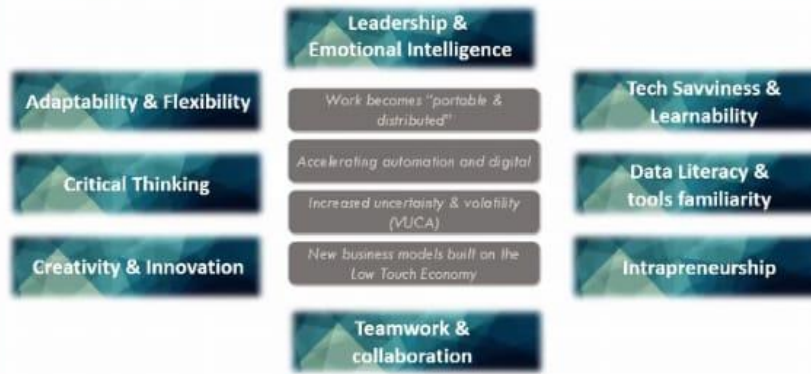 Leadership &
Emotional Intelligence
Adaptability & Flexibility
Work becomes "portable &
distributed"
Tech Savviness &
Learnability
Accelerating automation and digital
Critical Thinking
Data Literacy &
tools familiarity
Increased uncertainty & volatility
(VUCA)
Creativity & Innovation
New business models built on the
Low Touch Economy
Intrapreneurship
Teamwork &
collaboration